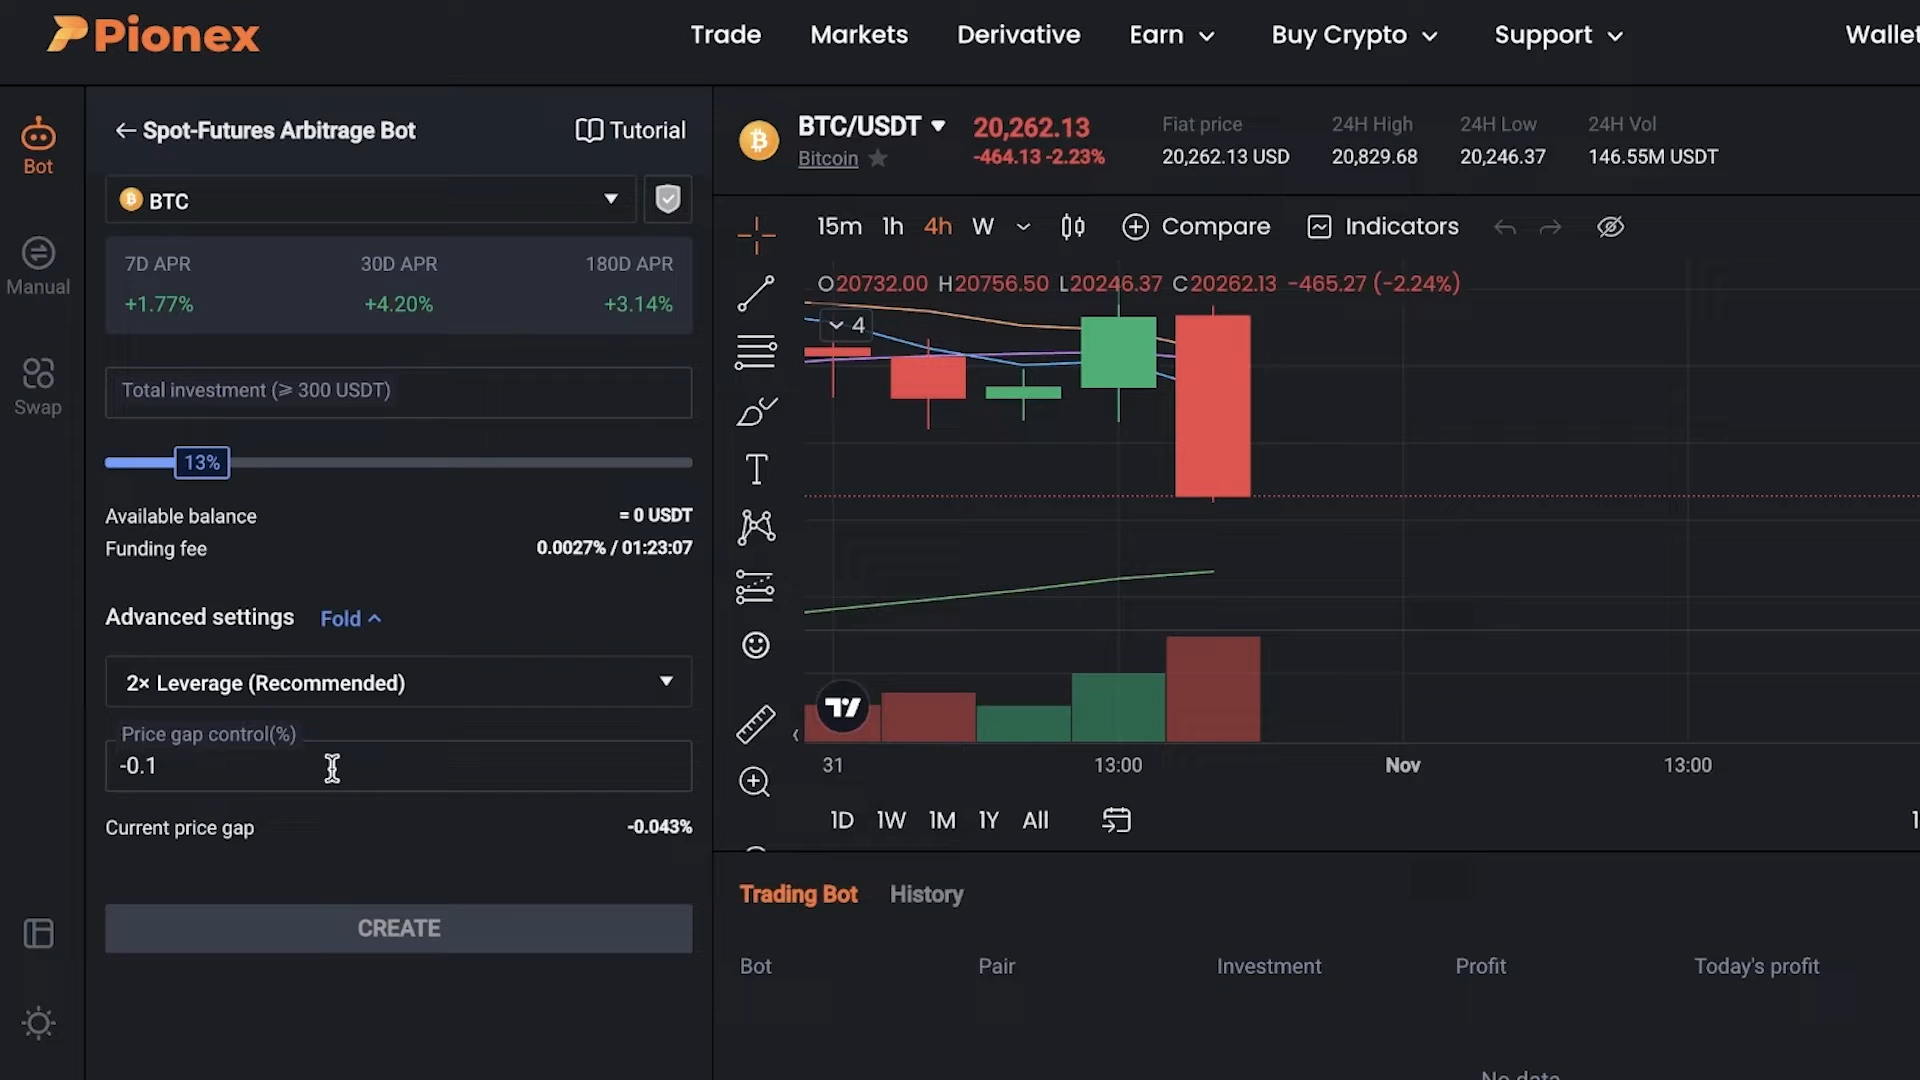 Pionex
Trade Markets Derivative Earn Buy Crypto Support Wallet
Bot
Manual
Swap
Spot-Futures Arbitrage Bot Tutorial
BTC
7D APR 30D APR 180D APR
+1.77% +4.20% +3.14%
Total investment (≥ 300 USDT)
13%
Available balance = 0 USDT
Funding fee 0.0027% / 01:23:07
Advanced settings Fold
2× Leverage (Recommended)
Price gap control(%)
-0.1
Current price gap -0.043%
CREATE
BTC/USDT 20,262.13 Fiat price 24H High 24H Low 24H Vol
Bitcoin -464.13 -2.23% 20,262.13 USD 20,829.68 20,246.37 146.55M USDT
15m 1h 4h W Compare Indicators
O20732.00 H20756.50 L20246.37 C20262.13 −465.27 (−2.24%)
4
31 13:00 Nov 13:00
1D 1W 1M 1Y All
Trading Bot History
Bot Pair Investment Profit Today's profit
No data